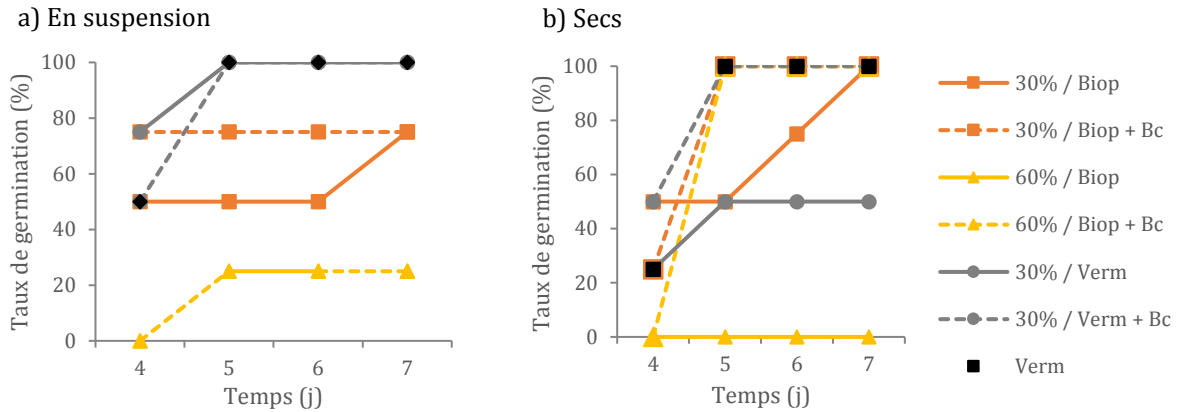 a) En suspension
Taux de germination (%)
100
80
60
40
20
0
4 5 6 7
Temps (j)
b) Secs
Taux de germination (%)
100
80
60
40
20
0
4 5 6 7
Temps (j)
30% / Biop
30% / Biop + Bc
60% / Biop
60% / Biop + Bc
30% / Verm
30% / Verm + Bc
Verm